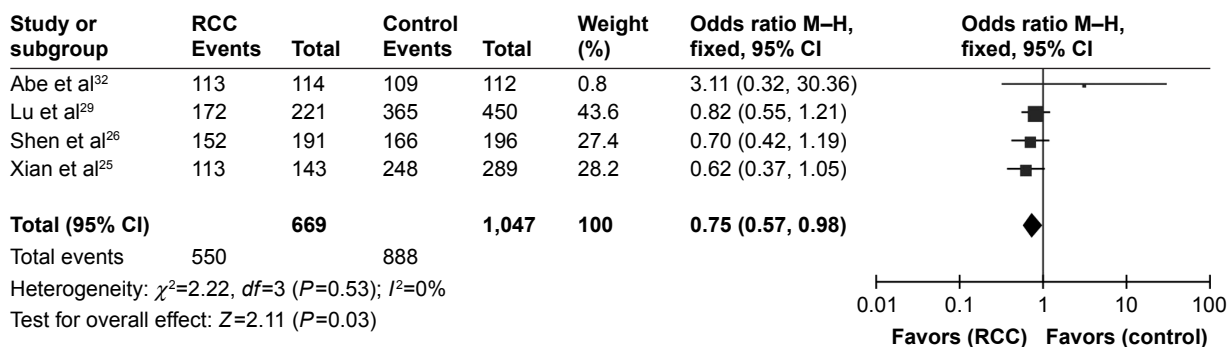 Study or RCC Control Weight Odds ratio M–H, Odds ratio M–H,
subgroup Events Total Events Total (%) fixed, 95% CI fixed, 95% CI
Abe et al³² 113 114 109 112 0.8 3.11 (0.32, 30.36)
Lu et al²⁹ 172 221 365 450 43.6 0.82 (0.55, 1.21)
Shen et al²⁶ 152 191 166 196 27.4 0.70 (0.42, 1.19)
Xian et al²⁵ 113 143 248 289 28.2 0.62 (0.37, 1.05)
Total (95% CI) 669 1,047 100 0.75 (0.57, 0.98)
Total events 550 888
Heterogeneity: χ²=2.22, df=3 (P=0.53); I²=0%
Test for overall effect: Z=2.11 (P=0.03)
0.01 0.1 1 10 100
Favors (RCC) Favors (control)